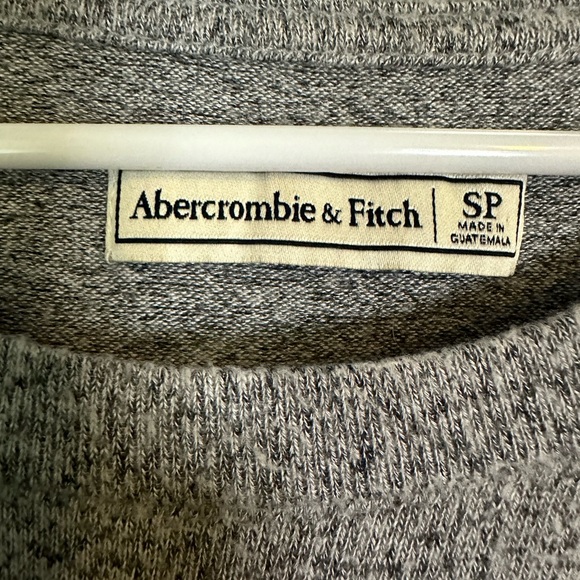 Abercrombie & Fitch
SP
MADE IN
GUATEMALA